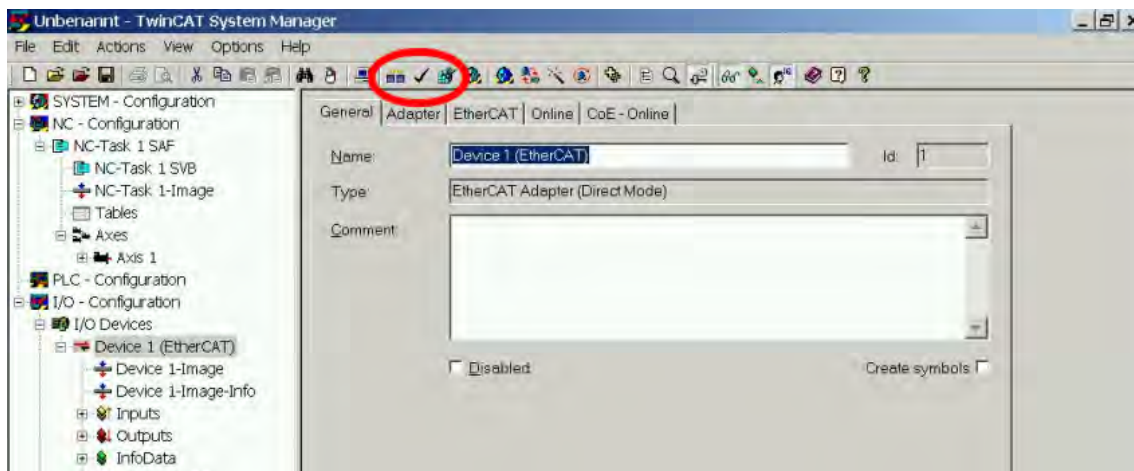 Unbenannt - TwinCAT System Manager
File Edit Actions View Options Help
SYSTEM - Configuration
NC - Configuration
NC-Task 1 SAF
NC-Task 1 SVB
NC-Task 1-Image
Tables
Axes
Axis 1
PLC - Configuration
I/O - Configuration
I/O Devices
Device 1 (EtherCAT)
Device 1-Image
Device 1-Image-Info
Inputs
Outputs
InfoData
General Adapter EtherCAT Online CoE - Online
Name: Device 1 (EtherCAT) Id: 1
Type: EtherCAT Adapter (Direct Mode)
Comment:
Disabled Create symbols